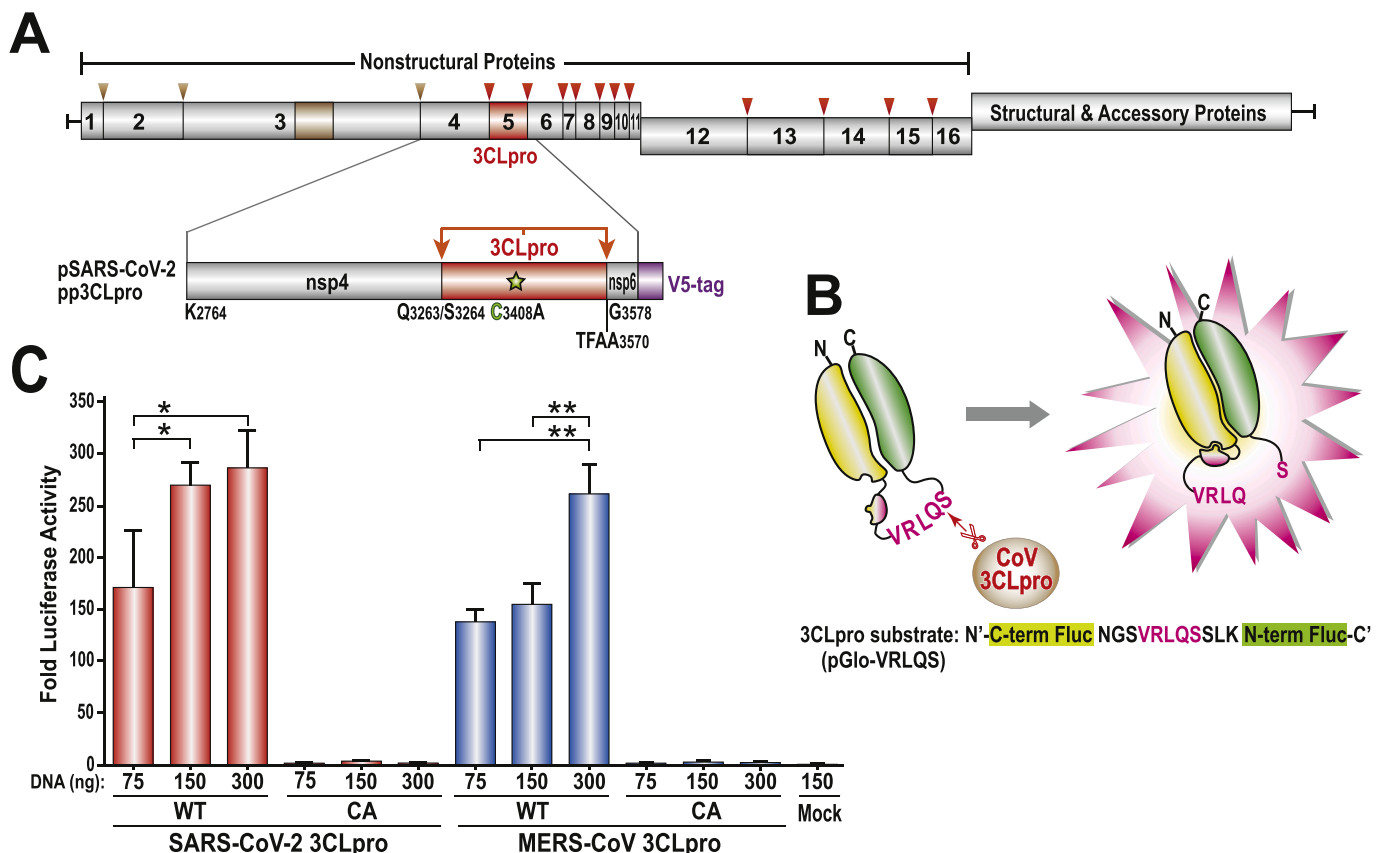 A
Nonstructural Proteins
1 2 3 4 5 6 7 8 9 10 11 12 13 14 15 16
Structural & Accessory Proteins
3CLpro
3CLpro
pSARS-CoV-2
pp3CLpro
nsp4
nsp6
V5-tag
K2764
Q3263/S3264
C3408A
G3578
TFAA3570
B
N
C
VRLQS
CoV
3CLpro
N
C
VRLQ
S
3CLpro substrate: N'-C-term Fluc NGSVRLQSSLK N-term Fluc-C'
(pGlo-VRLQS)
C
Fold Luciferase Activity
350
300
250
200
150
100
50
0
*
*
**
**
DNA (ng): 75 150 300 75 150 300 75 150 300 75 150 300 150
WT CA WT CA Mock
SARS-CoV-2 3CLpro MERS-CoV 3CLpro